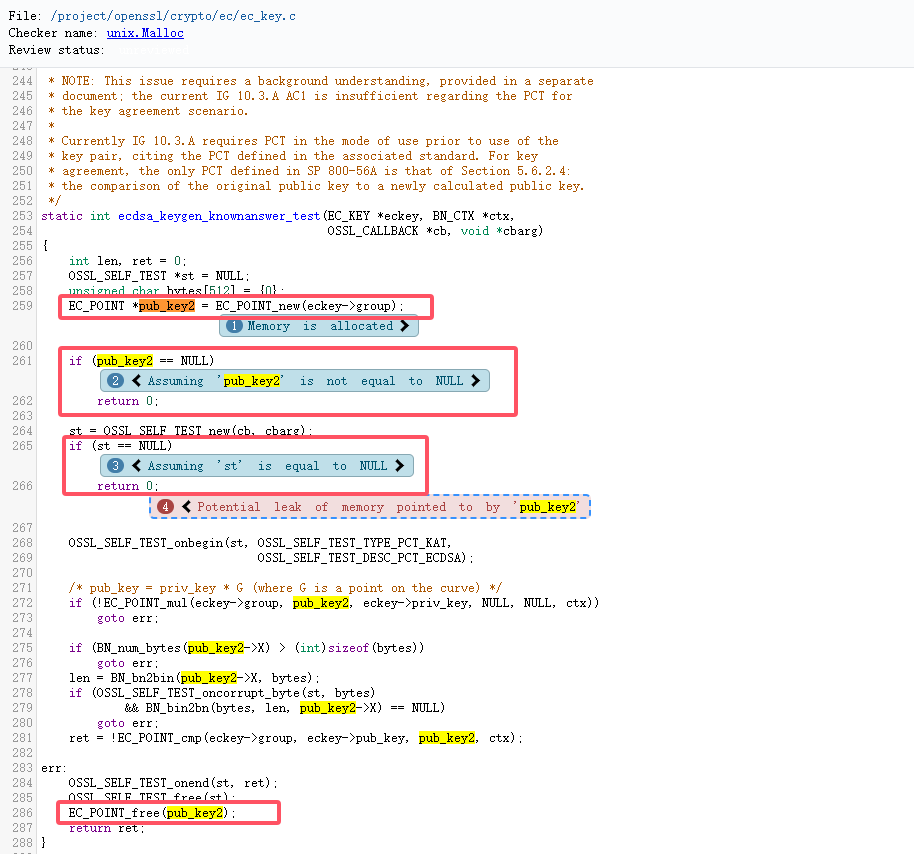 File: /project/openssl/crypto/ec/ec_key.c
Checker name: unix.Malloc
Review status:
244 * NOTE: This issue requires a background understanding, provided in a separate
245 * document; the current IG 10.3.A AC1 is insufficient regarding the PCT for
246 * the key agreement scenario.
247 *
248 * Currently IG 10.3.A requires PCT in the mode of use prior to use of the
249 * key pair, citing the PCT defined in the associated standard. For key
250 * agreement, the only PCT defined in SP 800-56A is that of Section 5.6.2.4:
251 * the comparison of the original public key to a newly calculated public key.
252 */
253 static int ecdsa_keygen_knownanswer_test(EC_KEY *eckey, BN_CTX *ctx,
254 OSSL_CALLBACK *cb, void *cbarg)
255 {
256 int len, ret = 0;
257 OSSL_SELF_TEST *st = NULL;
258 unsigned char bytes[512] = {0};
259 EC_POINT *pub_key2 = EC_POINT_new(eckey->group);
1 Memory is allocated
260
261 if (pub_key2 == NULL)
2 Assuming 'pub_key2' is not equal to NULL
262 return 0;
263
264 st = OSSL_SELF_TEST_new(cb, cbarg);
265 if (st == NULL)
3 Assuming 'st' is equal to NULL
266 return 0;
4 Potential leak of memory pointed to by 'pub_key2'
267
268 OSSL_SELF_TEST_onbegin(st, OSSL_SELF_TEST_TYPE_PCT_KAT,
269 OSSL_SELF_TEST_DESC_PCT_ECDSA);
270
271 /* pub_key = priv_key * G (where G is a point on the curve) */
272 if (!EC_POINT_mul(eckey->group, pub_key2, eckey->priv_key, NULL, NULL, ctx))
273 goto err;
274
275 if (BN_num_bytes(pub_key2->X) > (int)sizeof(bytes))
276 goto err;
277 len = BN_bn2bin(pub_key2->X, bytes);
278 if (OSSL_SELF_TEST_oncorrupt_byte(st, bytes)
279 && BN_bin2bn(bytes, len, pub_key2->X) == NULL)
280 goto err;
281 ret = !EC_POINT_cmp(eckey->group, eckey->pub_key, pub_key2, ctx);
282
283 err:
284 OSSL_SELF_TEST_onend(st, ret);
285 OSSL_SELF_TEST_free(st);
286 EC_POINT_free(pub_key2);
287 return ret;
288 }